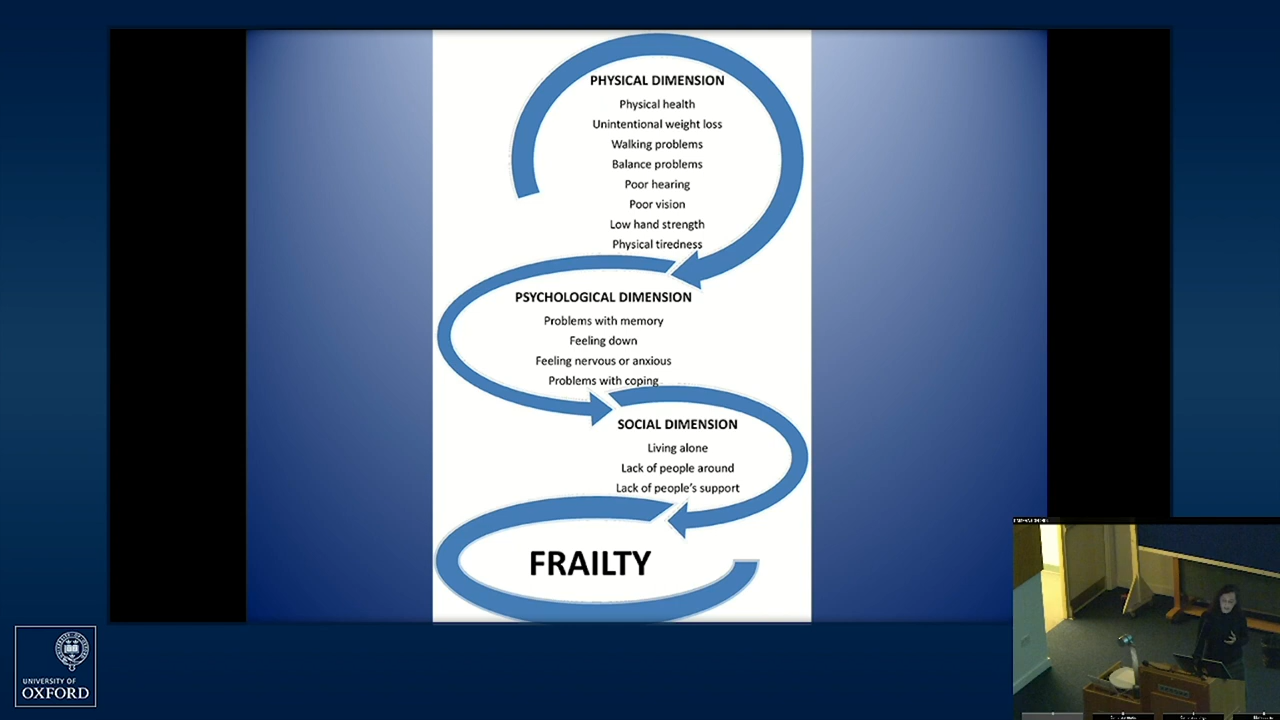 PHYSICAL DIMENSION
Physical health
Unintentional weight loss
Walking problems
Balance problems
Poor hearing
Poor vision
Low hand strength
Physical tiredness
PSYCHOLOGICAL DIMENSION
Problems with memory
Feeling down
Feeling nervous or anxious
Problems with coping
SOCIAL DIMENSION
Living alone
Lack of people around
Lack of people's support
FRAILTY
UNIVERSITY OF
OXFORD